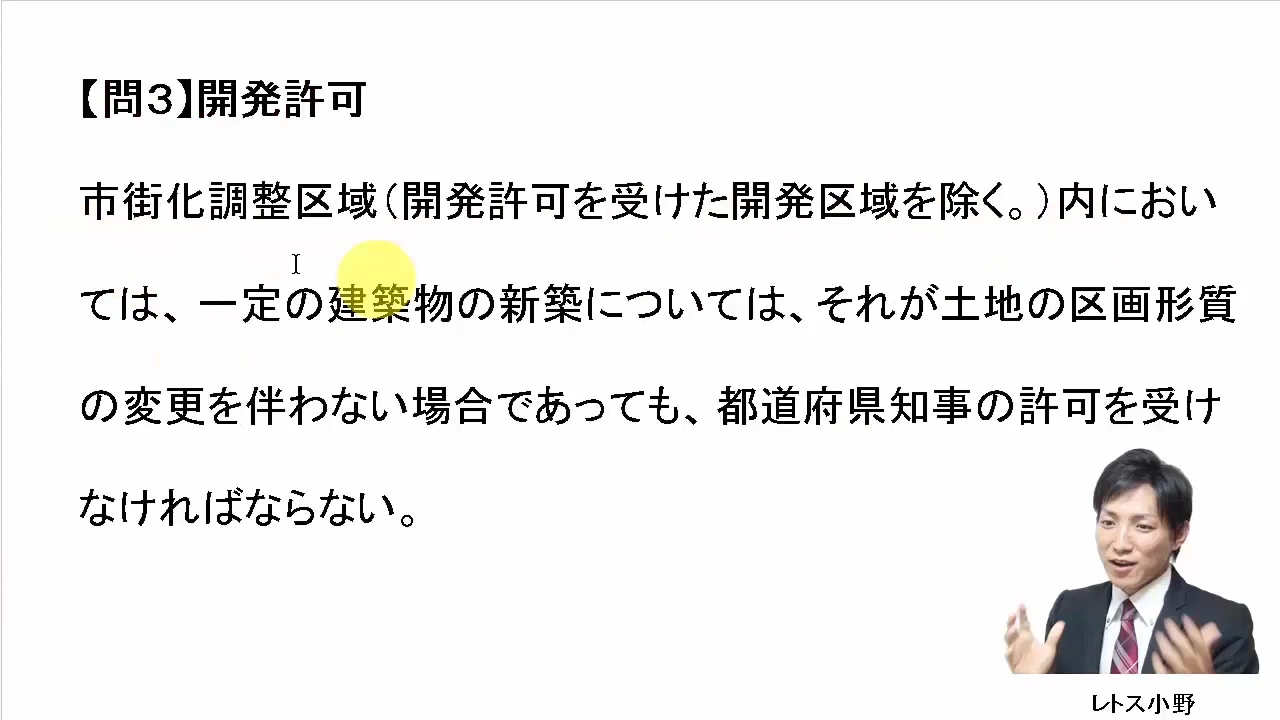 【問3】開発許可
市街化調整区域(開発許可を受けた開発区域を除く。)内におい
ては、一定の建築物の新築については、それが土地の区画形質
の変更を伴わない場合であっても、都道府県知事の許可を受け
なければならない。
レトス小野